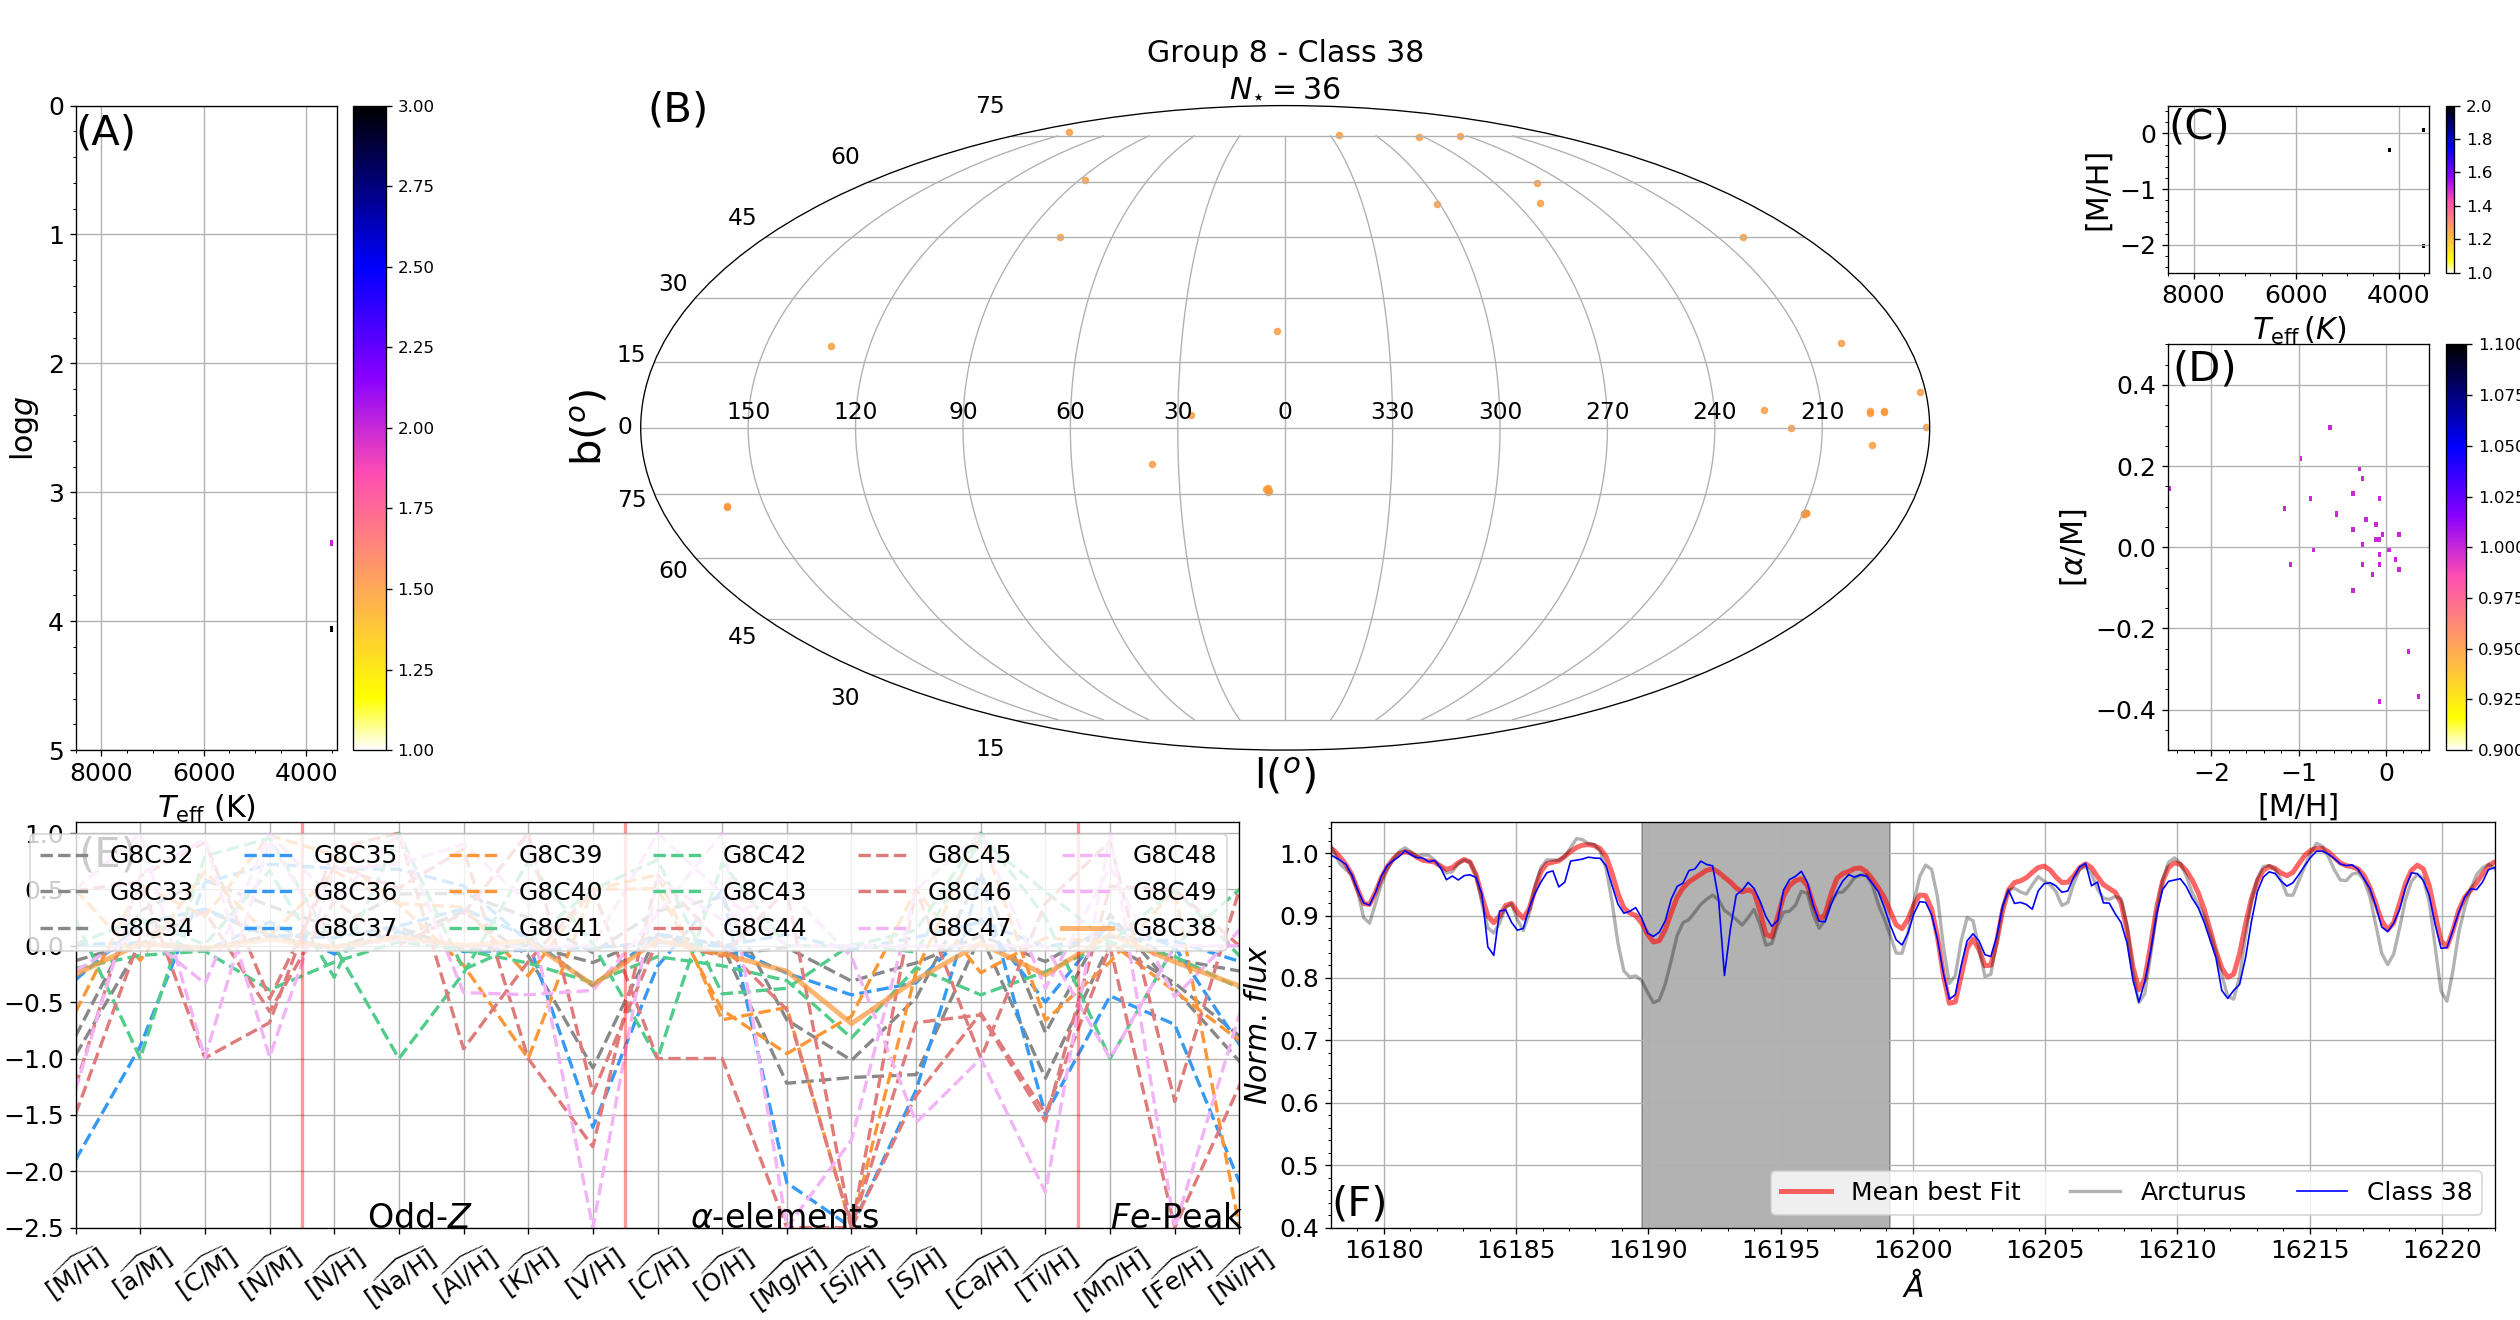 Group 8 - Class 38
N⋆ = 36
(A)
0
1
2
3
4
5
log g
8000 6000 4000
Teff (K)
3.00
2.75
2.50
2.25
2.00
1.75
1.50
1.25
1.00
(B)
75
60
45
30
15
0
75
60
45
30
15
b(o)
150 120 90 60 30 0 330 300 270 240 210
l(o)
(C)
0
−1
−2
[M/H]
8000 6000 4000
Teff (K)
2.0
1.8
1.6
1.4
1.2
1.0
(D)
0.4
0.2
0.0
−0.2
−0.4
[α/M]
−2 −1 0
[M/H]
1.100
1.075
1.050
1.025
1.000
0.975
0.950
0.925
0.900
(E)
1.0
0.5
0.0
−0.5
−1.0
−1.5
−2.0
−2.5
G8C32 G8C35 G8C39 G8C42 G8C45 G8C48
G8C33 G8C36 G8C40 G8C43 G8C46 G8C49
G8C34 G8C37 G8C41 G8C44 G8C47 G8C38
Odd-Z α-elements Fe-Peak
[M/H] [a/M] [C/M] [N/M] [N/H] [Na/H] [Al/H] [K/H] [V/H] [C/H] [O/H] [Mg/H] [Si/H] [S/H] [Ca/H] [Ti/H] [Mn/H] [Fe/H] [Ni/H]
(F)
1.0
0.9
0.8
0.7
0.6
0.5
0.4
Norm. flux
Mean best Fit Arcturus Class 38
16180 16185 16190 16195 16200 16205 16210 16215 16220
Å